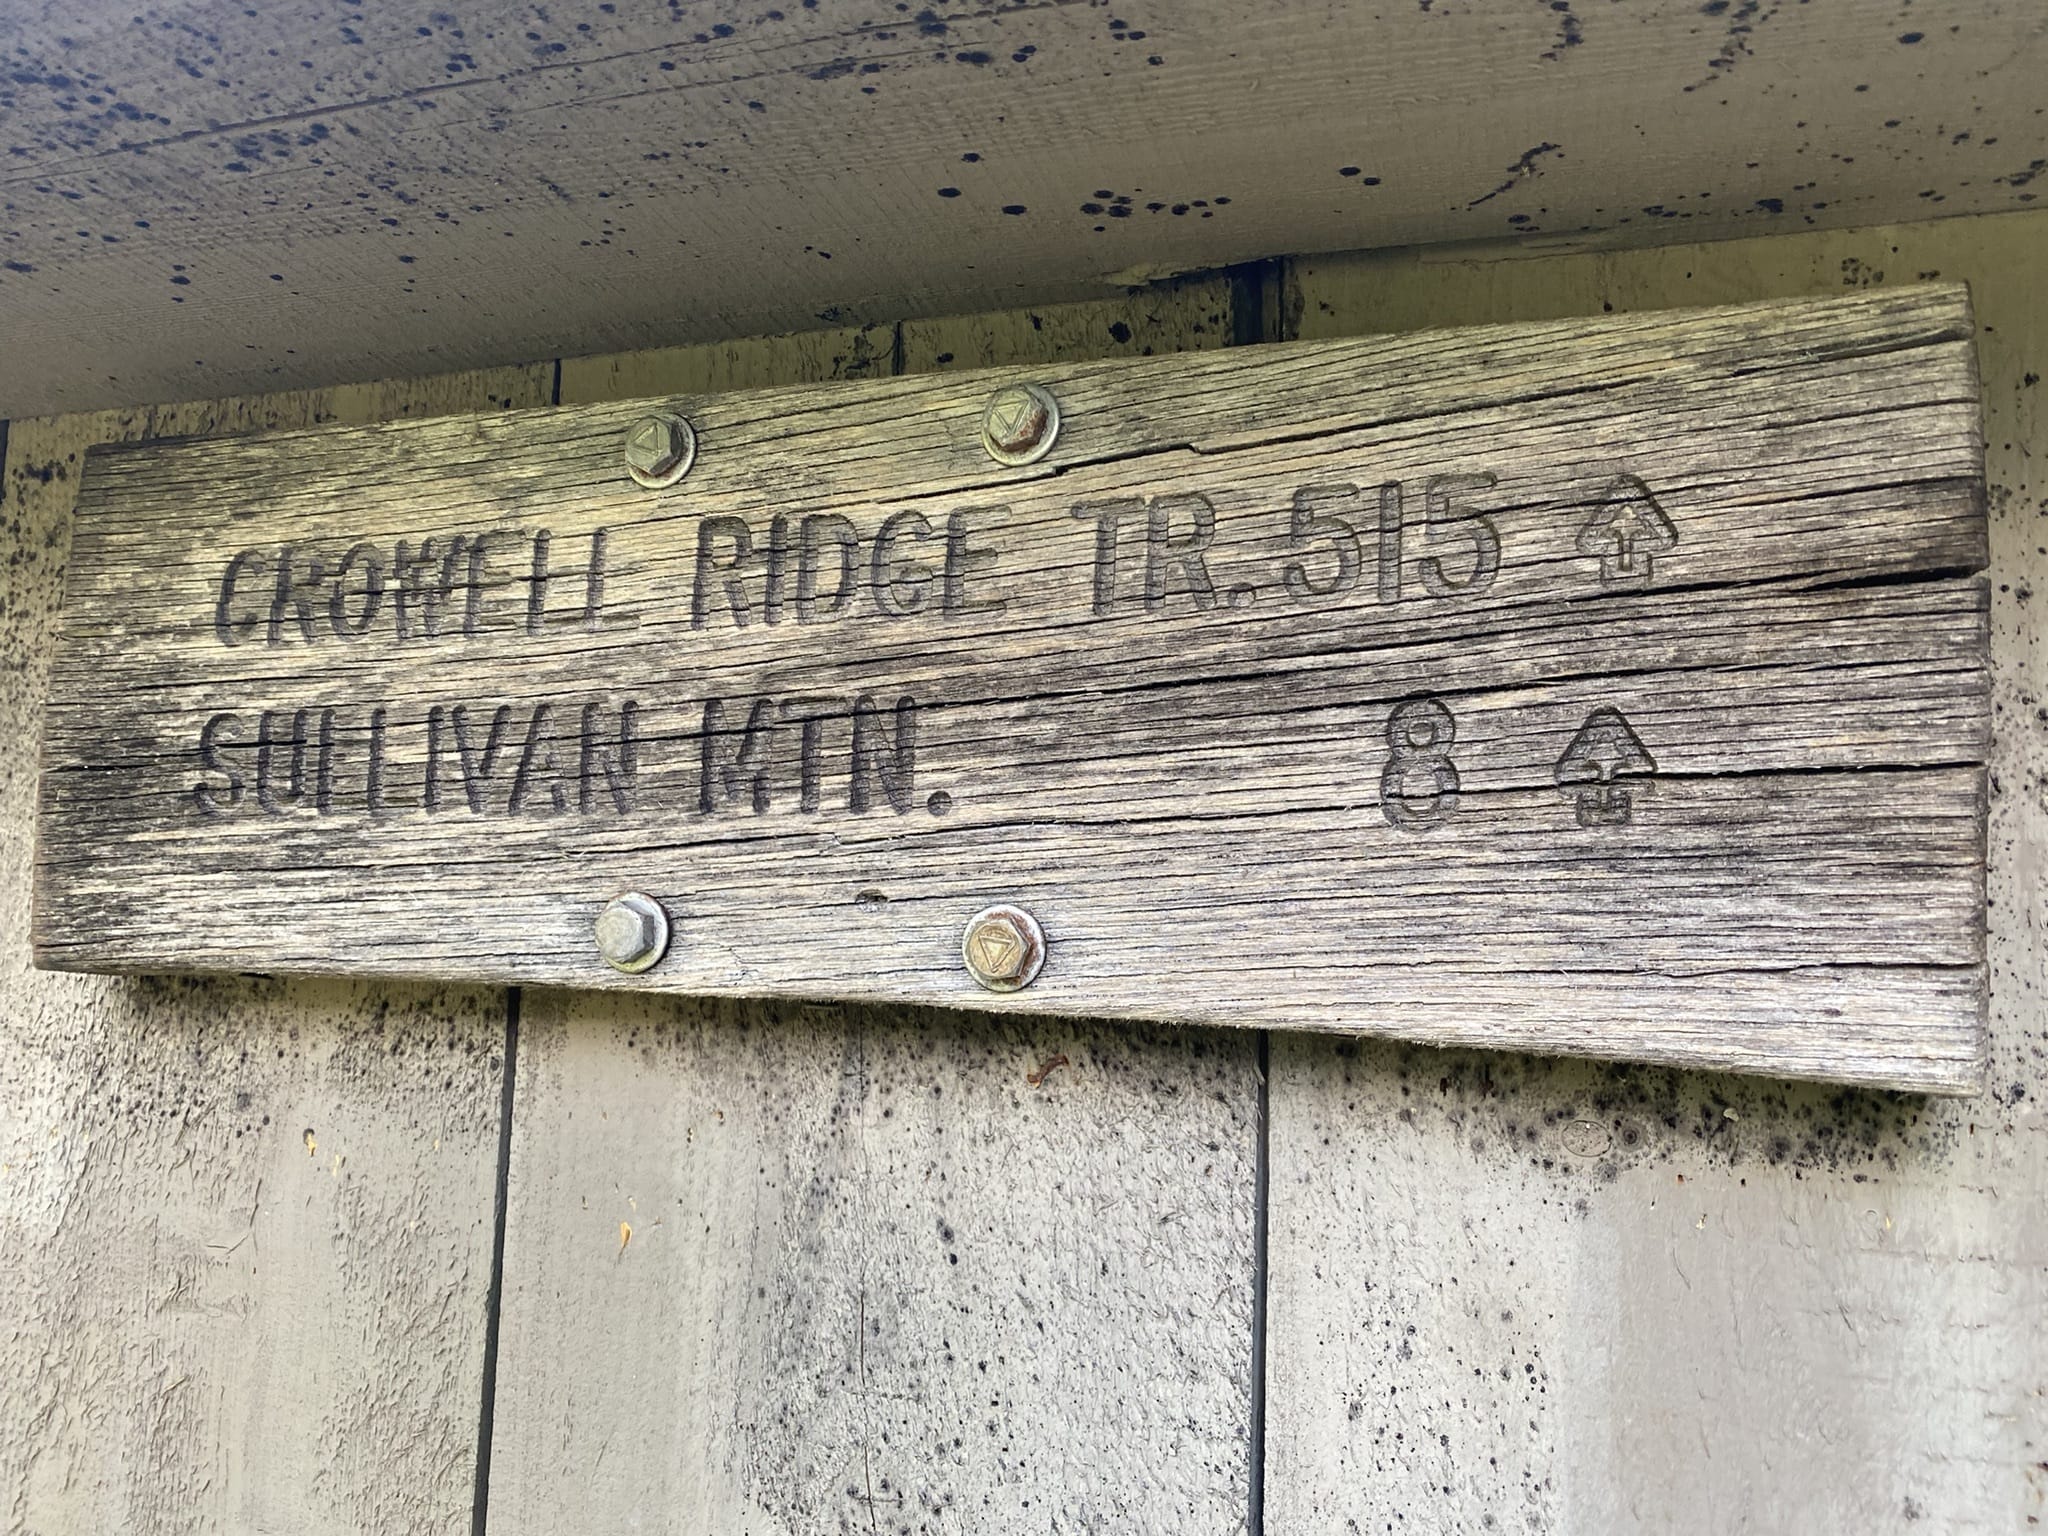 CROWELL RIDGE TR. 515 ↑
SULLIVAN MTN. 8 ↑